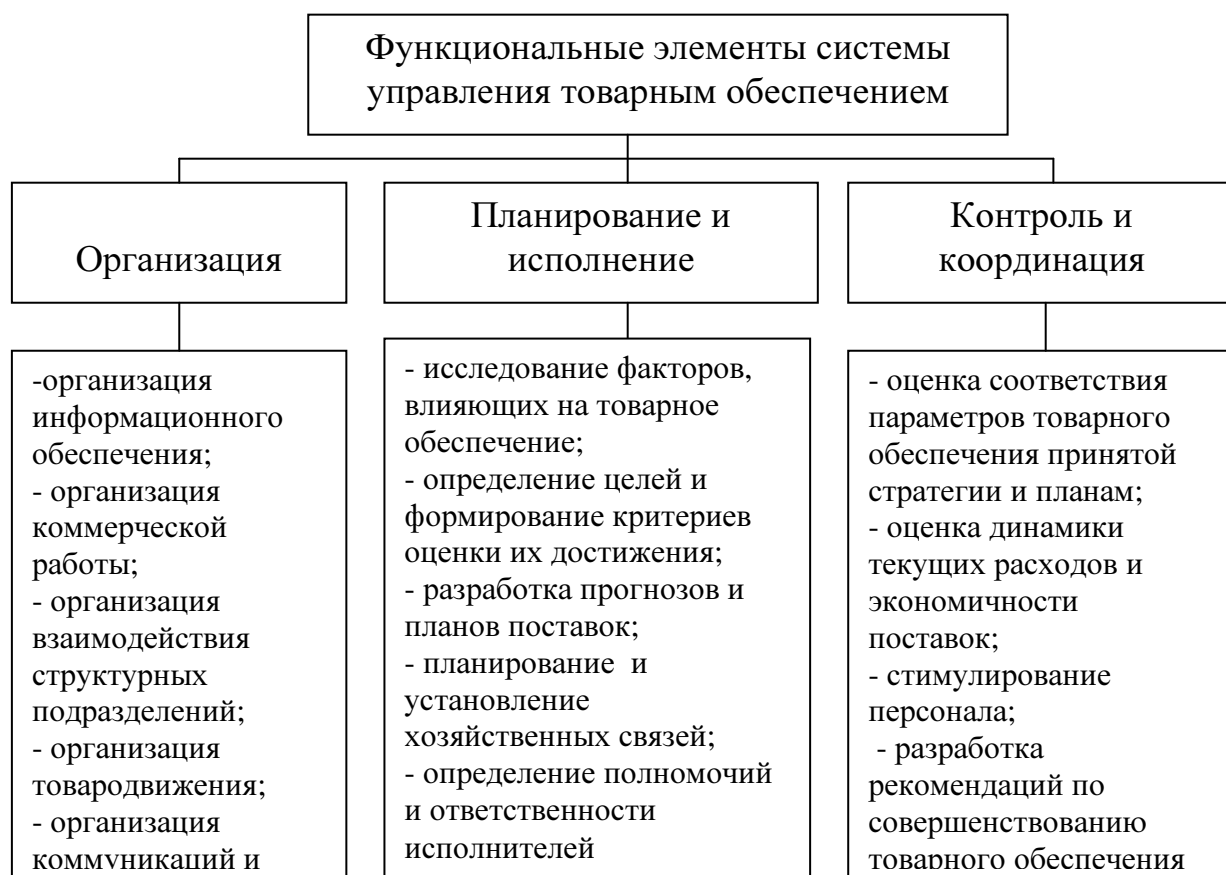 Функциональные элементы системы
управления товарным обеспечением
Организация
Планирование и
исполнение
Контроль и
координация
-организация
информационного
обеспечения;
- организация
коммерческой
работы;
- организация
взаимодействия
структурных
подразделений;
- организация
товародвижения;
- организация
коммуникаций и
- исследование факторов,
влияющих на товарное
обеспечение;
- определение целей и
формирование критериев
оценки их достижения;
- разработка прогнозов и
планов поставок;
- планирование и
установление
хозяйственных связей;
- определение полномочий
и ответственности
исполнителей
- оценка соответствия
параметров товарного
обеспечения принятой
стратегии и планам;
- оценка динамики
текущих расходов и
экономичности
поставок;
- стимулирование
персонала;
- разработка
рекомендаций по
совершенствованию
товарного обеспечения